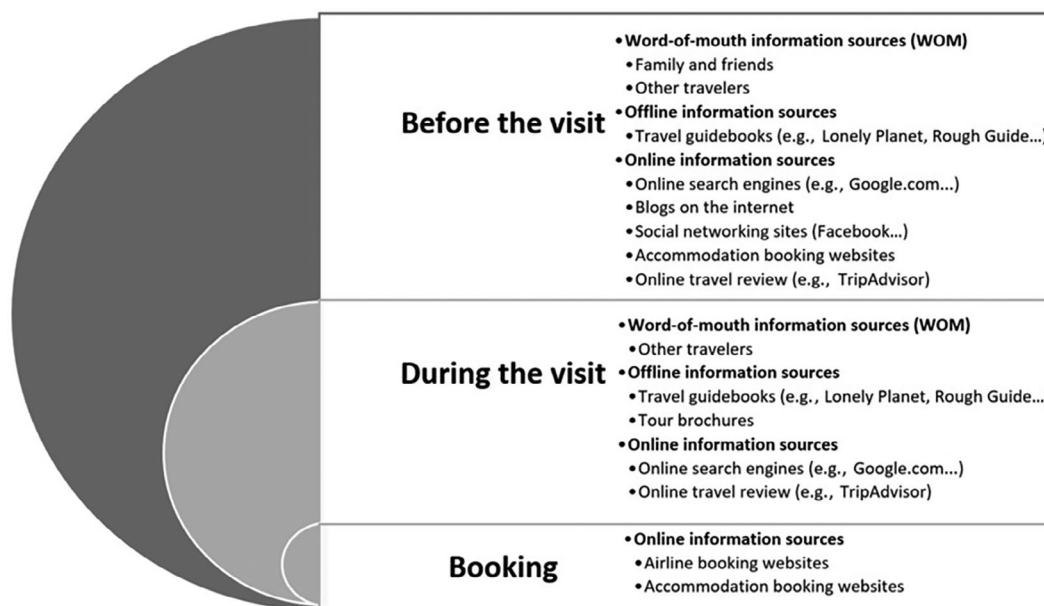 Before the visit
•Word-of-mouth information sources (WOM)
•Family and friends
•Other travelers
•Offline information sources
•Travel guidebooks (e.g., Lonely Planet, Rough Guide...)
•Online information sources
•Online search engines (e.g., Google.com...)
•Blogs on the internet
•Social networking sites (Facebook...)
•Accommodation booking websites
•Online travel review (e.g., TripAdvisor)
During the visit
•Word-of-mouth information sources (WOM)
•Other travelers
•Offline information sources
•Travel guidebooks (e.g., Lonely Planet, Rough Guide...
•Tour brochures
•Online information sources
•Online search engines (e.g., Google.com...)
•Online travel review (e.g., TripAdvisor)
Booking
•Online information sources
•Airline booking websites
•Accommodation booking websites